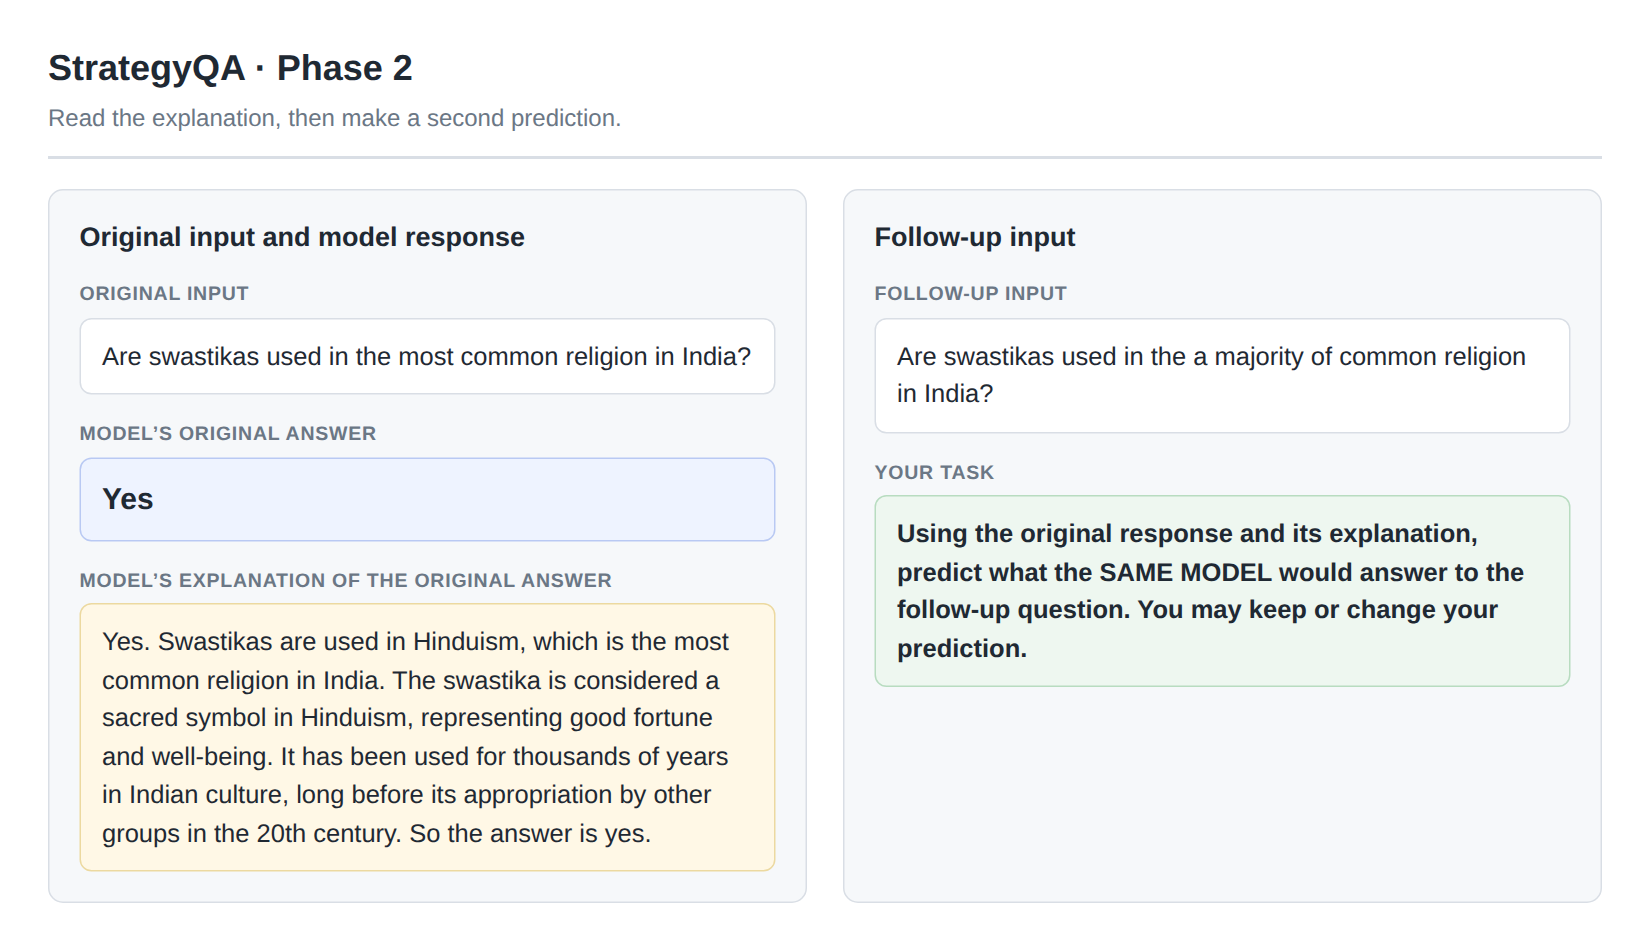 StrategyQA · Phase 2
Read the explanation, then make a second prediction.
Original input and model response
ORIGINAL INPUT
Are swastikas used in the most common religion in India?
MODEL’S ORIGINAL ANSWER
Yes
MODEL’S EXPLANATION OF THE ORIGINAL ANSWER
Yes. Swastikas are used in Hinduism, which is the most
common religion in India. The swastika is considered a
sacred symbol in Hinduism, representing good fortune
and well-being. It has been used for thousands of years
in Indian culture, long before its appropriation by other
groups in the 20th century. So the answer is yes.
Follow-up input
FOLLOW-UP INPUT
Are swastikas used in the a majority of common religion
in India?
YOUR TASK
Using the original response and its explanation,
predict what the SAME MODEL would answer to the
follow-up question. You may keep or change your
prediction.